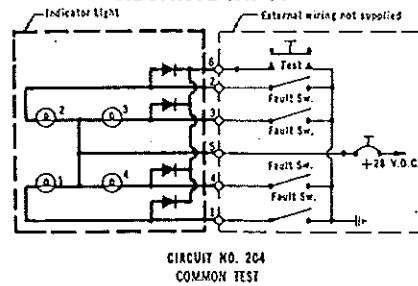 Indicator Light
External wiring not supplied
6
Test
2
Fault Sw.
2
3
3
Fault Sw.
5
Fault Sw.
+28 V.D.C.
1
4
4
Fault Sw.
1
CIRCUIT NO. 204
COMMON TEST